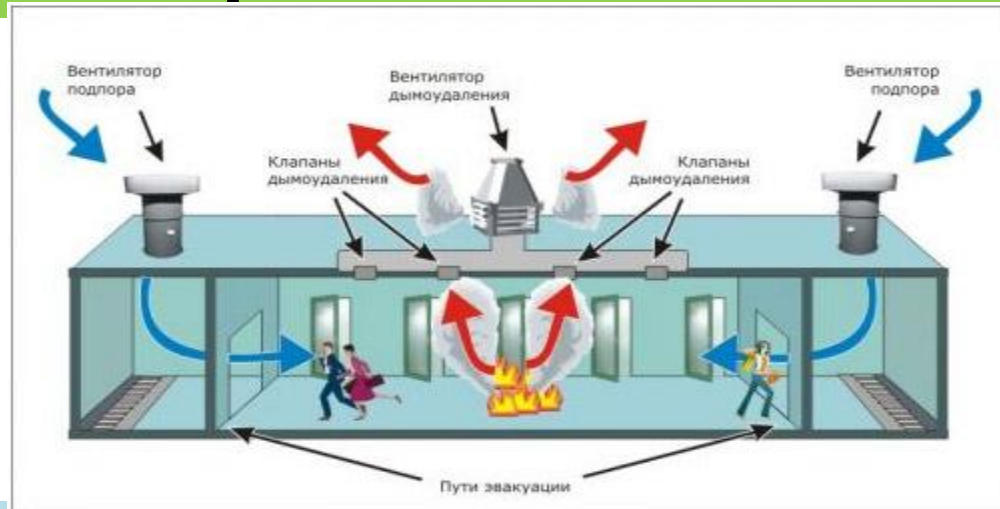 Вентилятор
подпора
Вентилятор
дымоудаления
Вентилятор
подпора
Клапаны
дымоудаления
Клапаны
дымоудаления
Пути эвакуации